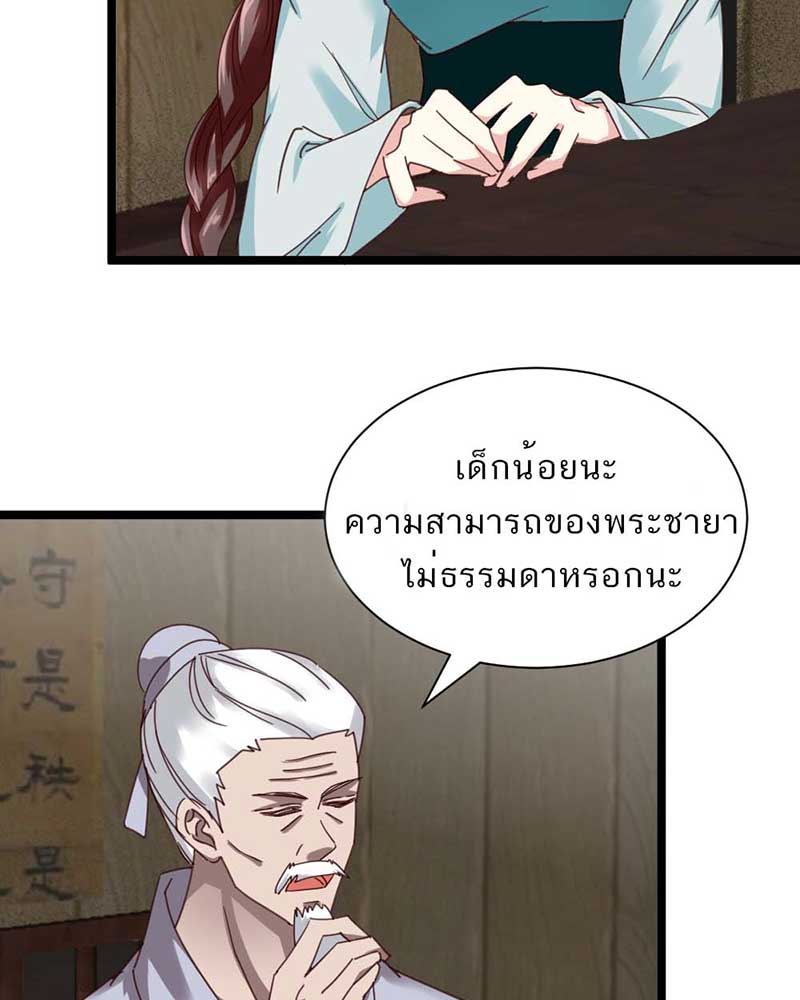 เด็กน้อยนะ
ความสามารถของพระชายา
ไม่ธรรมดาหรอกนะ
守
是
秩
是